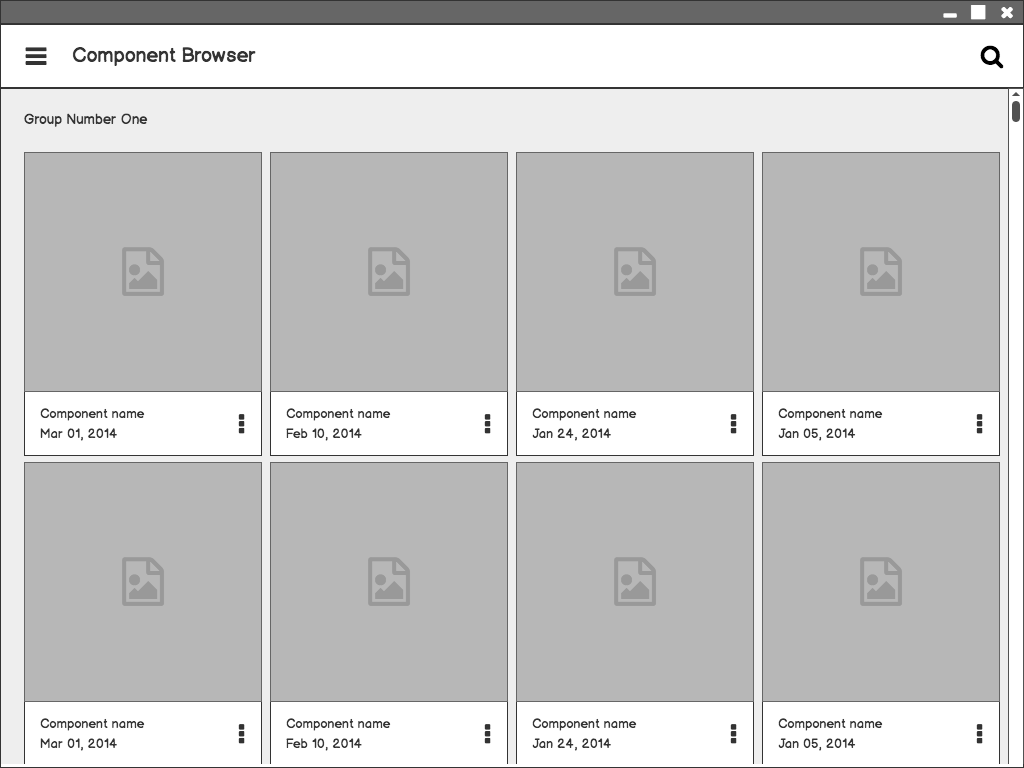 Component Browser
Group Number One
Component name
Mar 01, 2014
Component name
Feb 10, 2014
Component name
Jan 24, 2014
Component name
Jan 05, 2014
Component name
Mar 01, 2014
Component name
Feb 10, 2014
Component name
Jan 24, 2014
Component name
Jan 05, 2014